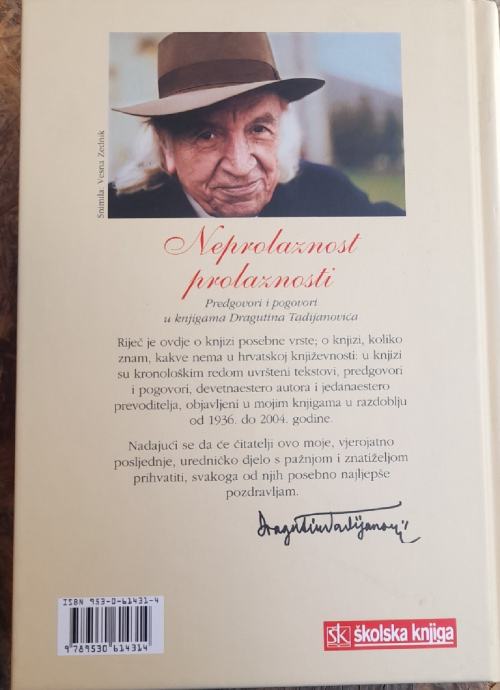 Snimila: Vesna Zednik
Neprolaznost
prolaznosti
Predgovori i pogovori
u knjigama Dragutina Tadijanovića
Riječ je ovdje o knjizi posebne vrste; o knjizi, koliko
znam, kakve nema u hrvatskoj književnosti: u knjizi
su kronološkim redom uvršteni tekstovi, predgovori
i pogovori, devetnaestero autora i jedanaestero
prevoditelja, objavljeni u mojim knjigama u razdoblju
od 1936. do 2004. godine.
Nadajući se da će čitatelji ovo moje, vjerojatno
posljednje, uredničko djelo s pažnjom i znatiželjom
prihvatiti, svakoga od njih posebno najljepše
pozdravljam.
Dragutin Tadijanović
ISBN 953-0-61431-4
9 789530 614314
šk školska knjiga